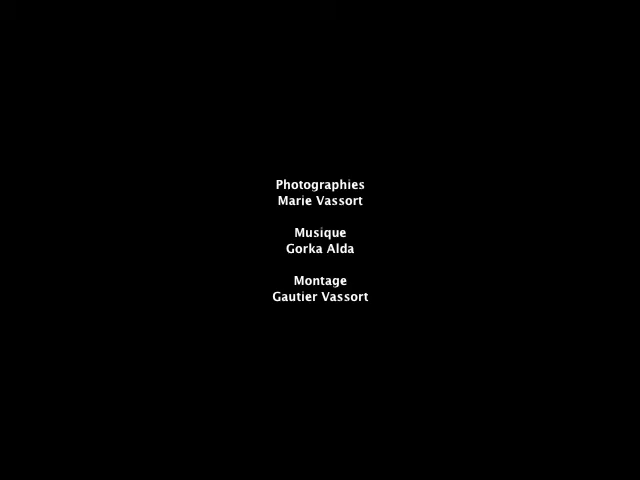 Photographies
Marie Vassort
Musique
Gorka Alda
Montage
Gautier Vassort